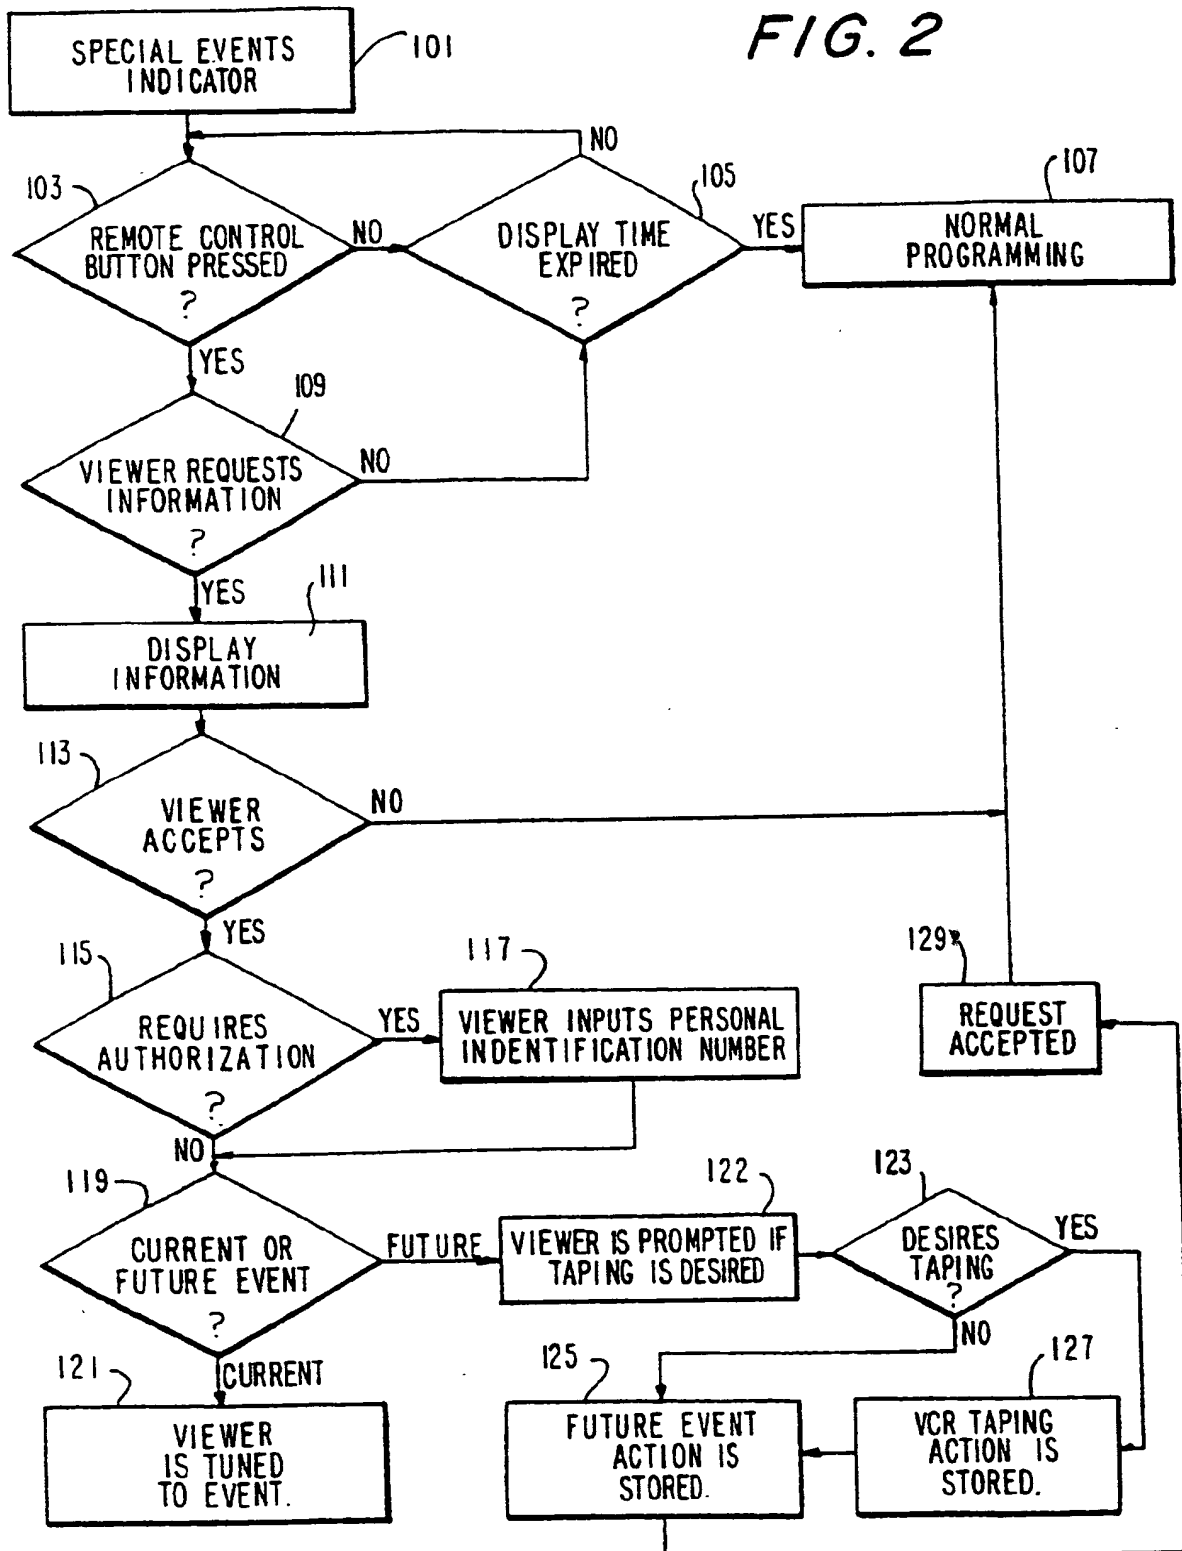 FIG. 2
SPECIAL EVENTS
INDICATOR
101
NO
103
REMOTE CONTROL
BUTTON PRESSED
?
NO
105
DISPLAY TIME
EXPIRED
?
YES
107
NORMAL
PROGRAMMING
YES
109
VIEWER REQUESTS
INFORMATION
?
NO
YES
111
DISPLAY
INFORMATION
113
VIEWER
ACCEPTS
?
NO
YES
115
REQUIRES
AUTHORIZATION
?
YES
117
VIEWER INPUTS PERSONAL
INDENTIFICATION NUMBER
129
REQUEST
ACCEPTED
NO
119
CURRENT OR
FUTURE EVENT
?
FUTURE
122
VIEWER IS PROMPTED IF
TAPING IS DESIRED
123
DESIRES
TAPING
?
YES
NO
CURRENT
121
VIEWER
IS TUNED
TO EVENT.
125
FUTURE EVENT
ACTION IS
STORED.
127
VCR TAPING
ACTION IS
STORED.